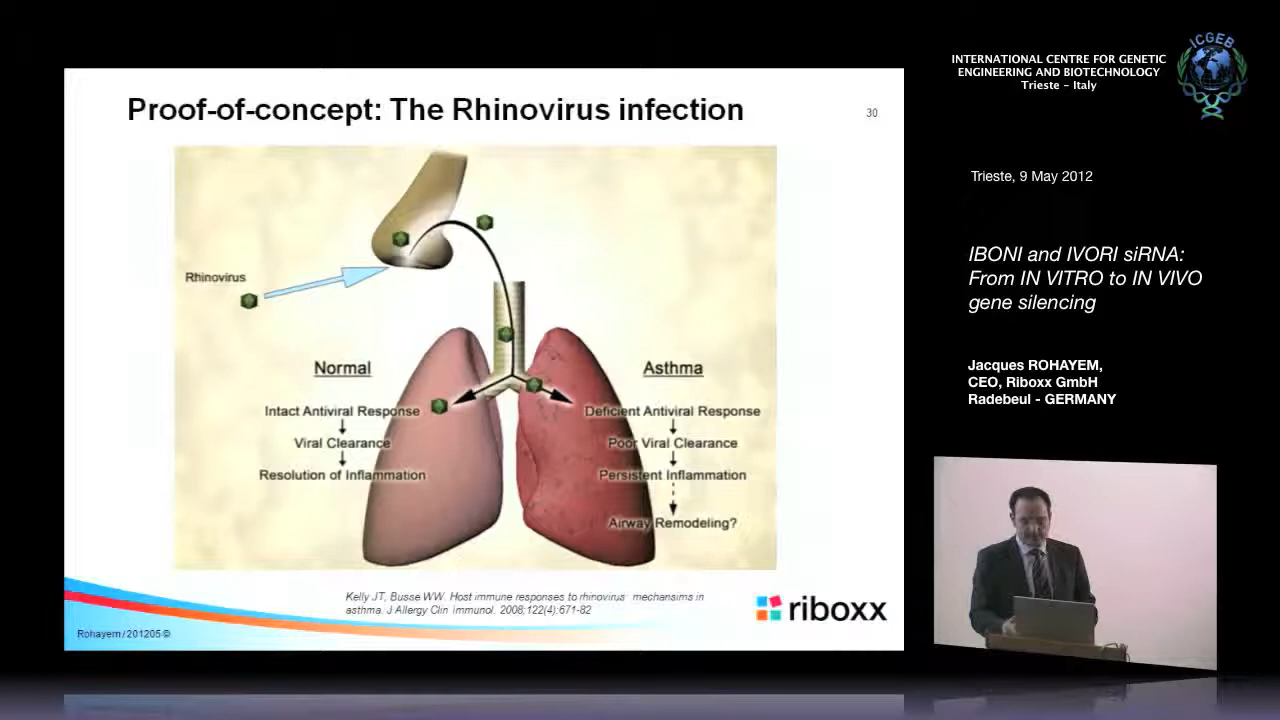 Proof-of-concept: The Rhinovirus infection
30
Rhinovirus
Normal
Intact Antiviral Response
Viral Clearance
Resolution of Inflammation
Asthma
Deficient Antiviral Response
Poor Viral Clearance
Persistent Inflammation
Airway Remodeling?
Kelly JT, Busse WW. Host immune responses to rhinovirus mechansims in
asthma. J Allergy Clin Immunol. 2008;122(4):671-82
Rohayem/201205 ©
riboxx
INTERNATIONAL CENTRE FOR GENETIC
ENGINEERING AND BIOTECHNOLOGY
Trieste – Italy
ICGEB
Trieste, 9 May 2012
IBONI and IVORI siRNA:
From IN VITRO to IN VIVO
gene silencing
Jacques ROHAYEM,
CEO, Riboxx GmbH
Radebeul - GERMANY